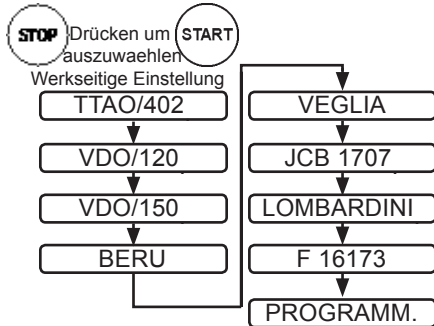 STOP
Drücken um
START
auszuwaehlen
Werkseitige Einstellung
TTAO/402
VDO/120
VDO/150
BERU
VEGLIA
JCB 1707
LOMBARDINI
F 16173
PROGRAMM.